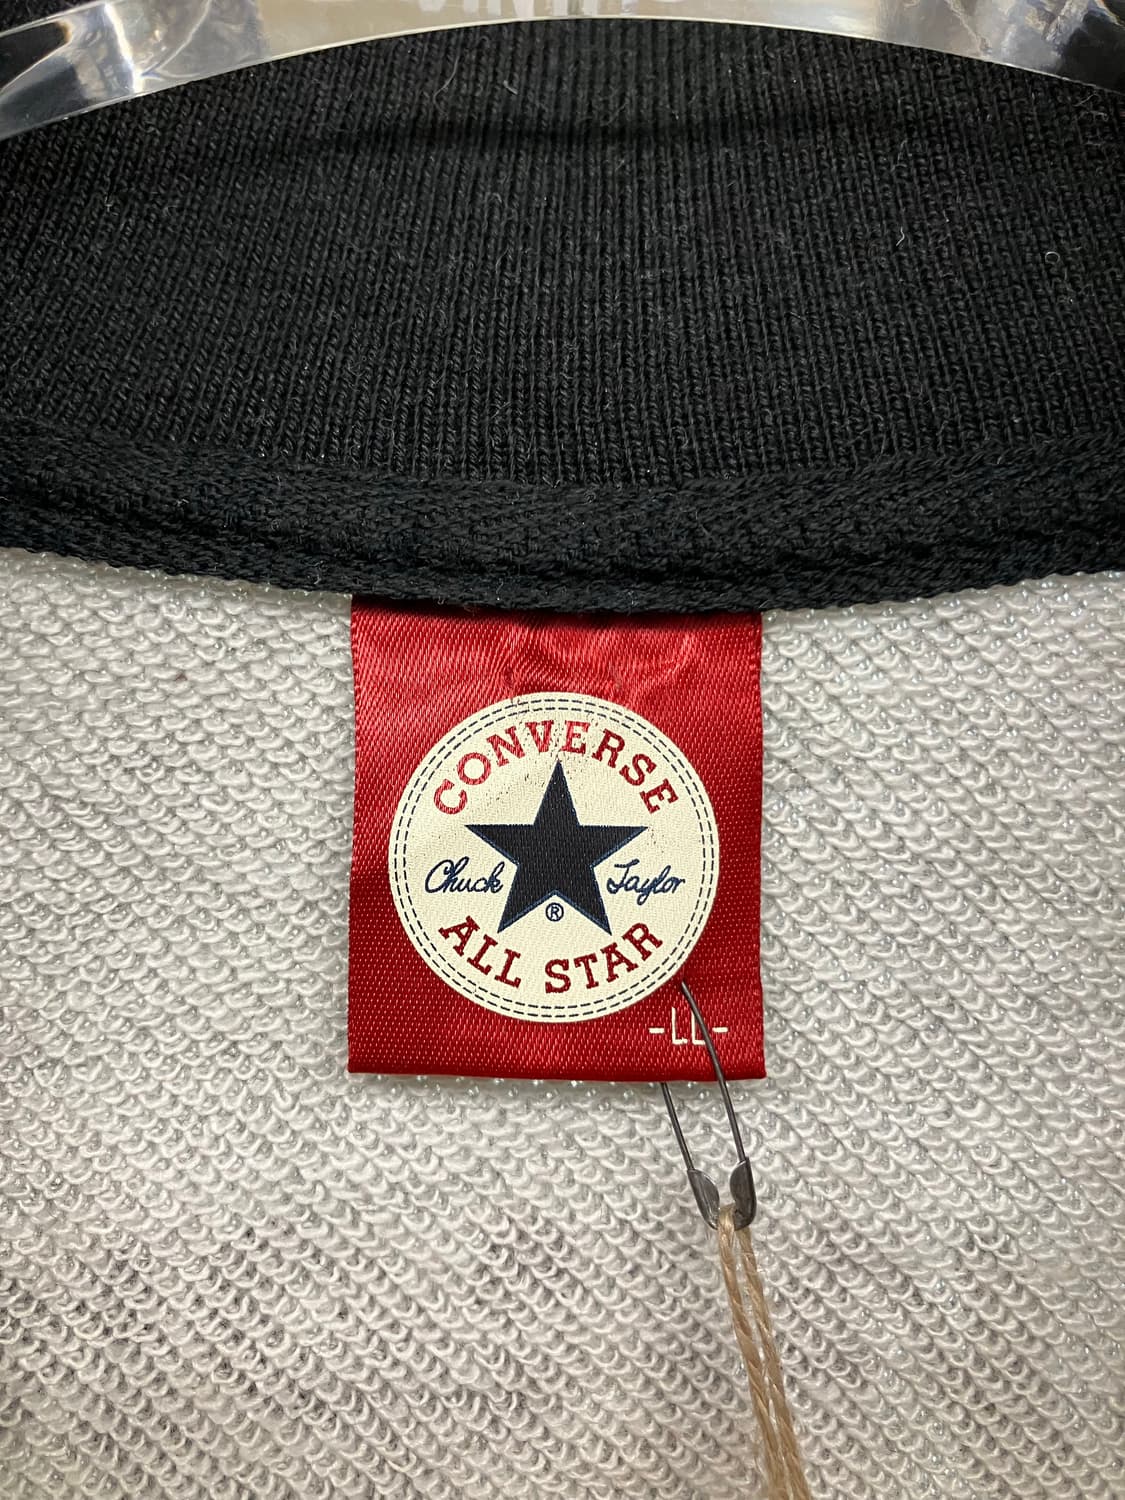 CONVERSE
Chuck Taylor
®
ALL STAR
-LL-